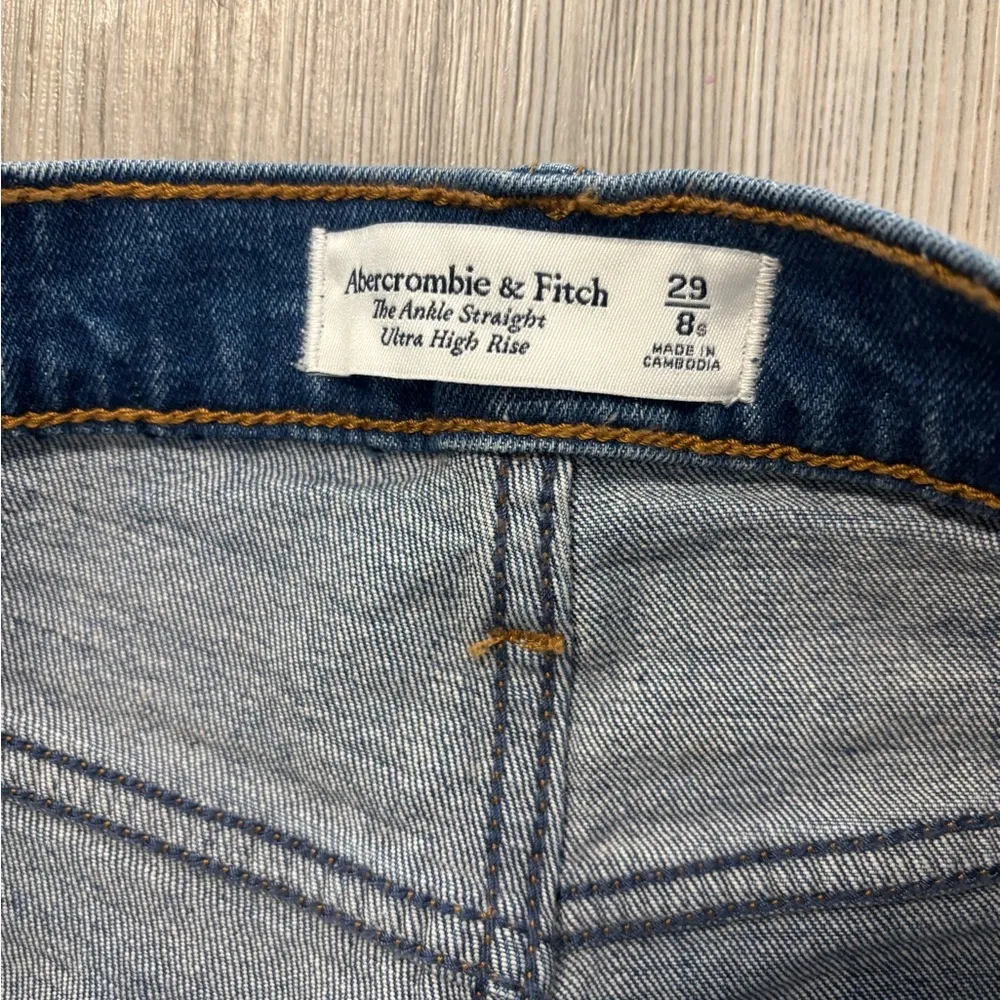 Abercrombie & Fitch
The Ankle Straight
Ultra High Rise
29
8s
MADE IN
CAMBODIA